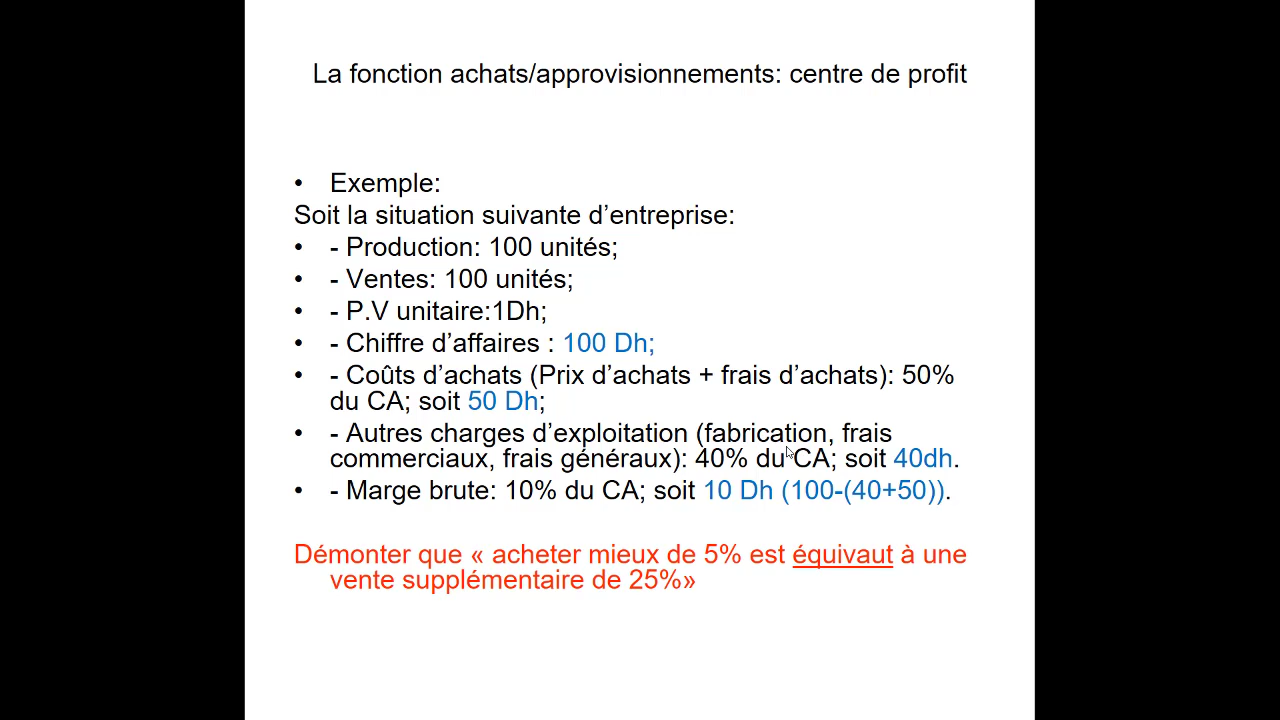 La fonction achats/approvisionnements: centre de profit
• Exemple:
Soit la situation suivante d’entreprise:
• - Production: 100 unités;
• - Ventes: 100 unités;
• - P.V unitaire:1Dh;
• - Chiffre d’affaires : 100 Dh;
• - Coûts d’achats (Prix d’achats + frais d’achats): 50%
du CA; soit 50 Dh;
• - Autres charges d’exploitation (fabrication, frais
commerciaux, frais généraux): 40% du CA; soit 40dh.
• - Marge brute: 10% du CA; soit 10 Dh (100-(40+50)).
Démonter que « acheter mieux de 5% est équivaut à une
vente supplémentaire de 25%»